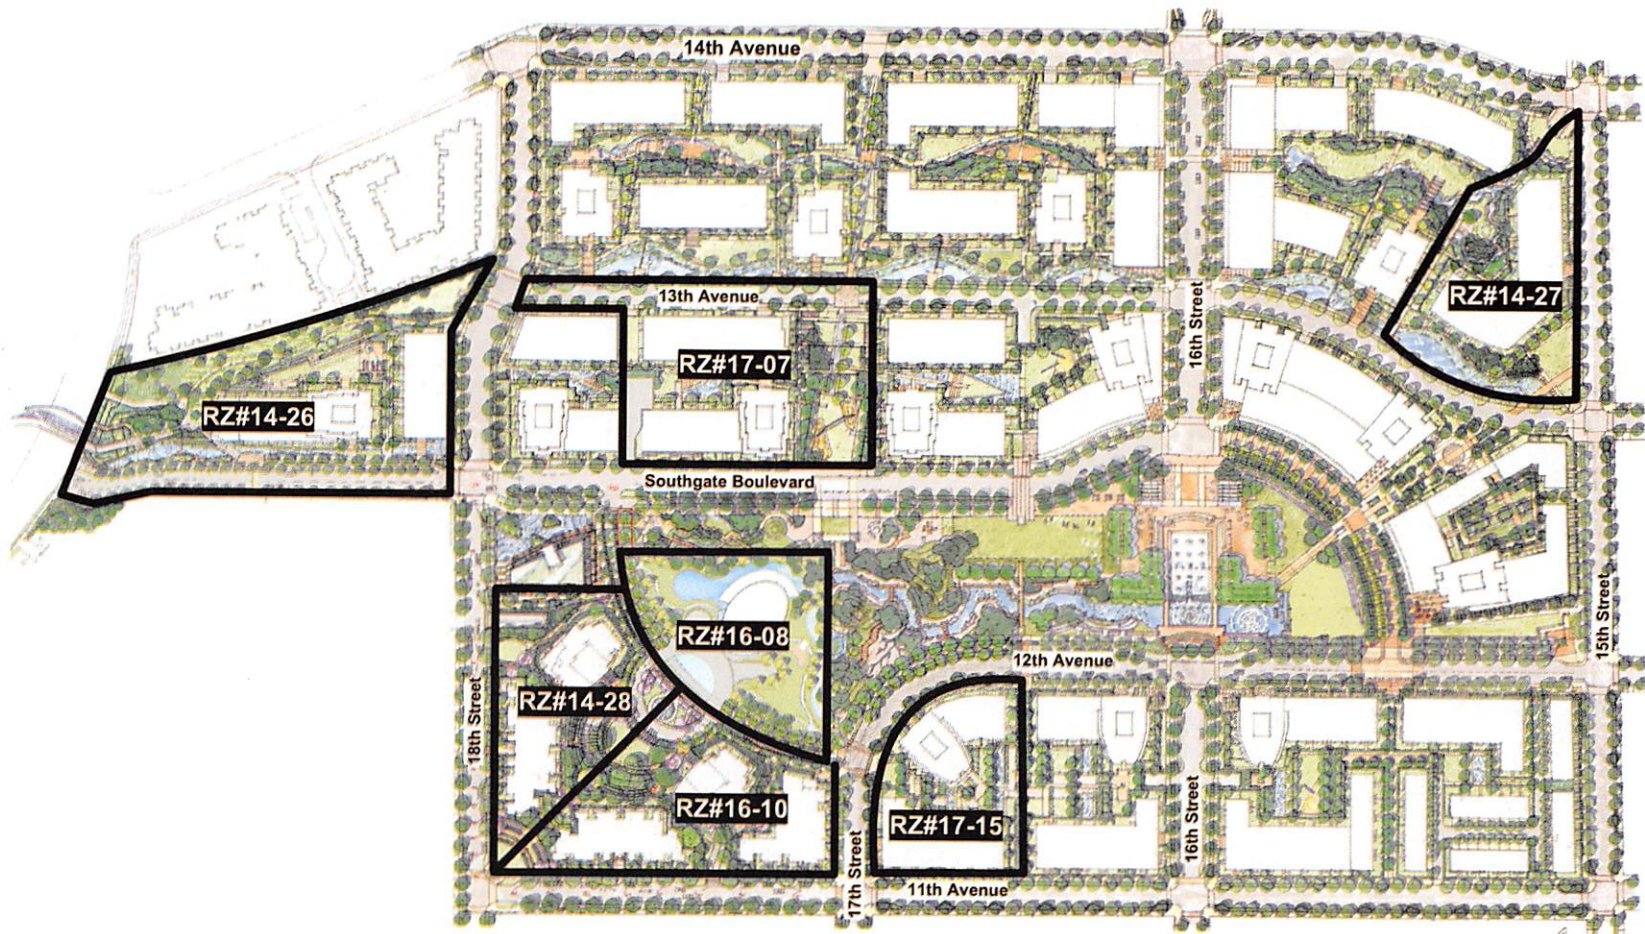 14th Avenue
13th Avenue
16th Street
RZ#14-27
RZ#17-07
RZ#14-26
Southgate Boulevard
15th Street
RZ#16-08
12th Avenue
18th Street
RZ#14-28
RZ#16-10
RZ#17-15
16th Street
17th Street
11th Avenue